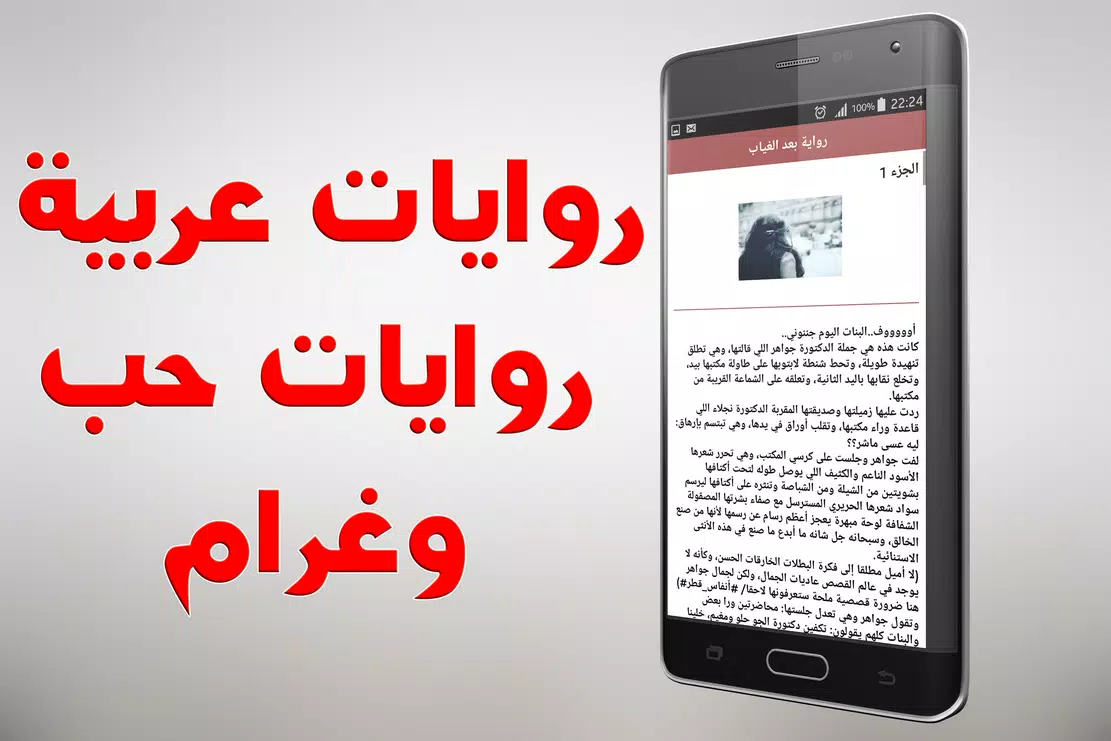 روايات عربية
روايات حب
وغرام
100% 22:24
رواية بعد الغياب
الجزء 1
أوووووف..البنات اليوم جننوني..
كانت هذه هي جملة الدكتورة جواهر اللي قالتها، وهي تطلق
تنهيدة طويلة، وتحط شنطة لابتوبها على طاولة مكتبها بيد،
وتخلع نقابها باليد الثانية، وتعلقه على الشماعة القريبة من
مكتبها.
ردت عليها زميلتها وصديقتها المقربة الدكتورة نجلاء اللي
قاعدة وراء مكتبها، وتقلب أوراق في يدها، وهي تبتسم بإرهاق:
ليه عسى ماشر؟؟
لفت جواهر وجلست على كرسي المكتب، وهي تحرر شعرها
الأسود الناعم والكثيف اللي يوصل طوله لتحت أكتافها
بشويتين من الشيلة ومن الشباصة وتنثره على أكتافها ليرسم
سواد شعرها الحريري المسترسل مع صفاء بشرتها المصقولة
الشفافة لوحة مبهرة يعجز أعظم رسام عن رسمها لأنها من صنع
الخالق، وسبحانه جل شانه ما أبدع ما صنع في هذه الأنثى
الاستنائية.
(لا أميل مطلقا إلى فكرة البطلات الخارقات الحسن، وكأنه لا
يوجد في عالم القصص عاديات الجمال، ولكن لجمال جواهر
هنا ضرورة قصصية ملحة ستعرفونها لاحقا/ #أنفاس_قطر#)
وتقول جواهر وهي تعدل جلستها: محاضرتين ورا بعض
والبنات كلهم يقولون: تكفين دكتورة الجو حلو ومغيم، خلينا